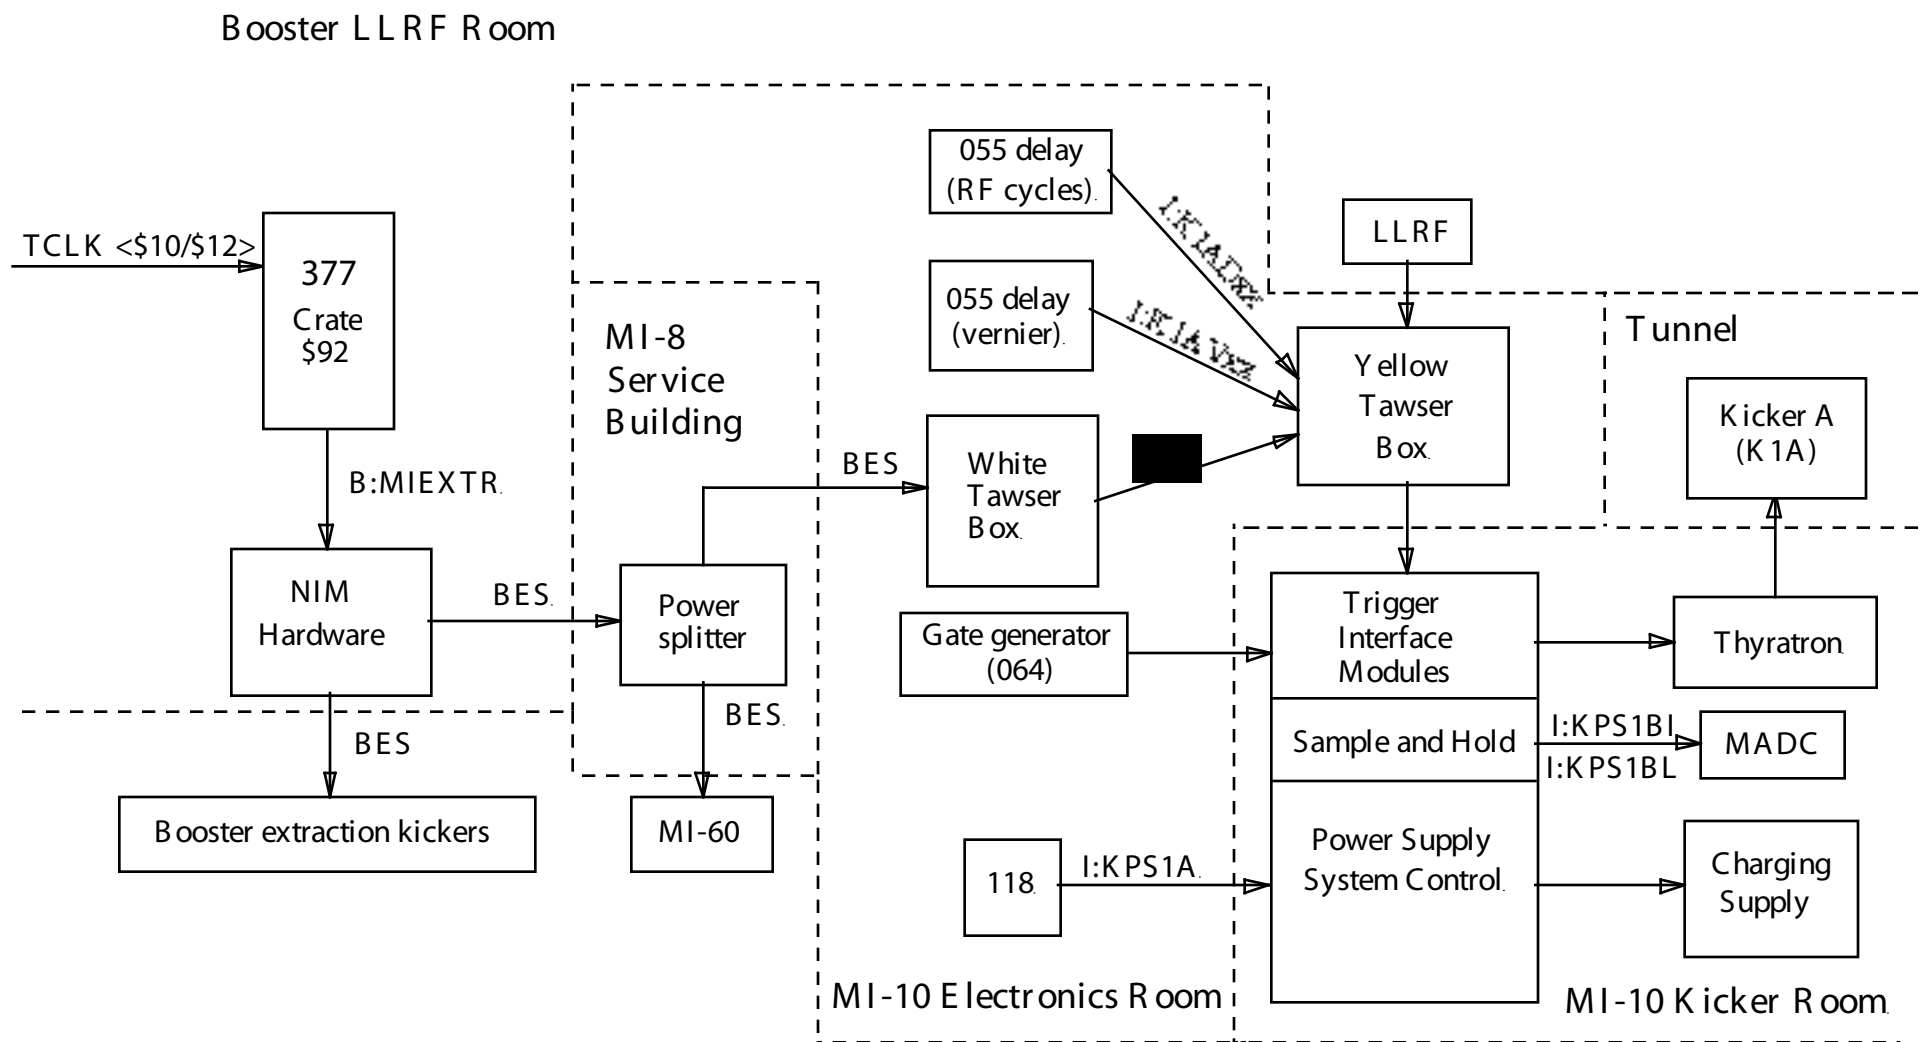 Booster LLRF Room
TCLK <$10/$12>
377
Crate
$92
B:MIEXTR.
NIM
Hardware
BES.
BES
Booster extraction kickers
MI-8
Service
Building
Power
splitter
BES.
MI-60
BES
055 delay
(RF cycles).
055 delay
(vernier).
White
Tawser
Box.
Gate generator
(064)
118.
I:KPS1A.
MI-10 Electronics Room
LLRF
Yellow
Tawser
Box.
Trigger
Interface
Modules
Sample and Hold
Power Supply
System Control.
Tunnel
Kicker A
(K1A)
Thyratron.
I:KPS1BI
I:KPS1BL
MADC
Charging
Supply
MI-10 Kicker Room.